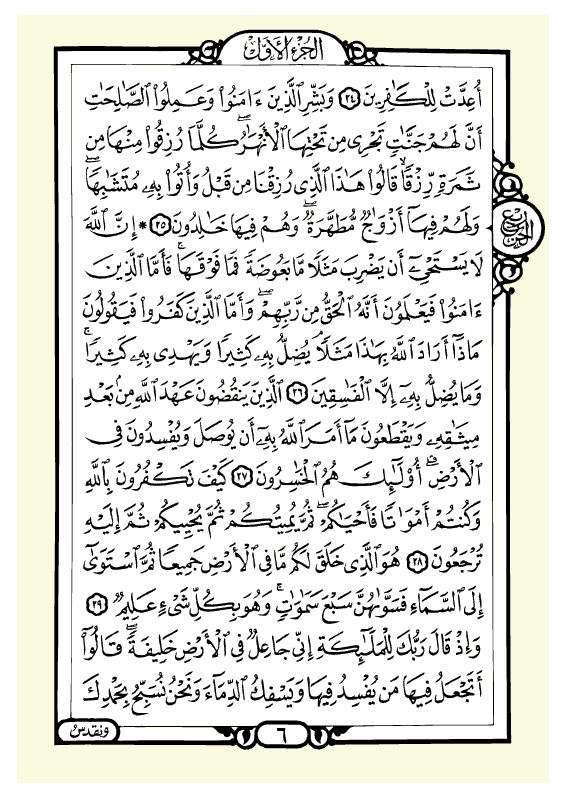 الجزء الأول
٦
أُعِدَّتْ لِلْكَٰفِرِينَ ٢٤ وَبَشِّرِ ٱلَّذِينَ ءَامَنُوا۟ وَعَمِلُوا۟ ٱلصَّٰلِحَٰتِ
أَنَّ لَهُمْ جَنَّٰتٍ تَجْرِى مِن تَحْتِهَا ٱلْأَنْهَٰرُ ۖ كُلَّمَا رُزِقُوا۟ مِنْهَا مِن
ثَمَرَةٍ رِّزْقًا ۙ قَالُوا۟ هَٰذَا ٱلَّذِى رُزِقْنَا مِن قَبْلُ ۖ وَأُتُوا۟ بِهِۦ مُتَشَٰبِهًا ۖ
وَلَهُمْ فِيهَآ أَزْوَٰجٌ مُّطَهَّرَةٌ ۖ وَهُمْ فِيهَا خَٰلِدُونَ ٢٥ * إِنَّ ٱللَّهَ
ربع الحزب
لَا يَسْتَحْىِۦٓ أَن يَضْرِبَ مَثَلًا مَّا بَعُوضَةً فَمَا فَوْقَهَا ۚ فَأَمَّا ٱلَّذِينَ
ءَامَنُوا۟ فَيَعْلَمُونَ أَنَّهُ ٱلْحَقُّ مِن رَّبِّهِمْ ۖ وَأَمَّا ٱلَّذِينَ كَفَرُوا۟ فَيَقُولُونَ
مَاذَآ أَرَادَ ٱللَّهُ بِهَٰذَا مَثَلًا ۘ يُضِلُّ بِهِۦ كَثِيرًا وَيَهْدِى بِهِۦ كَثِيرًا ۚ
وَمَا يُضِلُّ بِهِۦٓ إِلَّا ٱلْفَٰسِقِينَ ٢٦ ٱلَّذِينَ يَنقُضُونَ عَهْدَ ٱللَّهِ مِنۢ بَعْدِ
مِيثَٰقِهِۦ وَيَقْطَعُونَ مَآ أَمَرَ ٱللَّهُ بِهِۦٓ أَن يُوصَلَ وَيُفْسِدُونَ فِى
ٱلْأَرْضِ ۚ أُو۟لَٰٓئِكَ هُمُ ٱلْخَٰسِرُونَ ٢٧ كَيْفَ تَكْفُرُونَ بِٱللَّهِ
وَكُنتُمْ أَمْوَٰتًا فَأَحْيَٰكُمْ ۖ ثُمَّ يُمِيتُكُمْ ثُمَّ يُحْيِيكُمْ ثُمَّ إِلَيْهِ
تُرْجَعُونَ ٢٨ هُوَ ٱلَّذِى خَلَقَ لَكُم مَّا فِى ٱلْأَرْضِ جَمِيعًا ثُمَّ ٱسْتَوَىٰٓ
إِلَى ٱلسَّمَآءِ فَسَوَّىٰهُنَّ سَبْعَ سَمَٰوَٰتٍ ۚ وَهُوَ بِكُلِّ شَىْءٍ عَلِيمٌ ٢٩
وَإِذْ قَالَ رَبُّكَ لِلْمَلَٰٓئِكَةِ إِنِّى جَاعِلٌ فِى ٱلْأَرْضِ خَلِيفَةً ۖ قَالُوٓا۟
أَتَجْعَلُ فِيهَا مَن يُفْسِدُ فِيهَا وَيَسْفِكُ ٱلدِّمَآءَ وَنَحْنُ نُسَبِّحُ بِحَمْدِكَ
٦
ونقدس